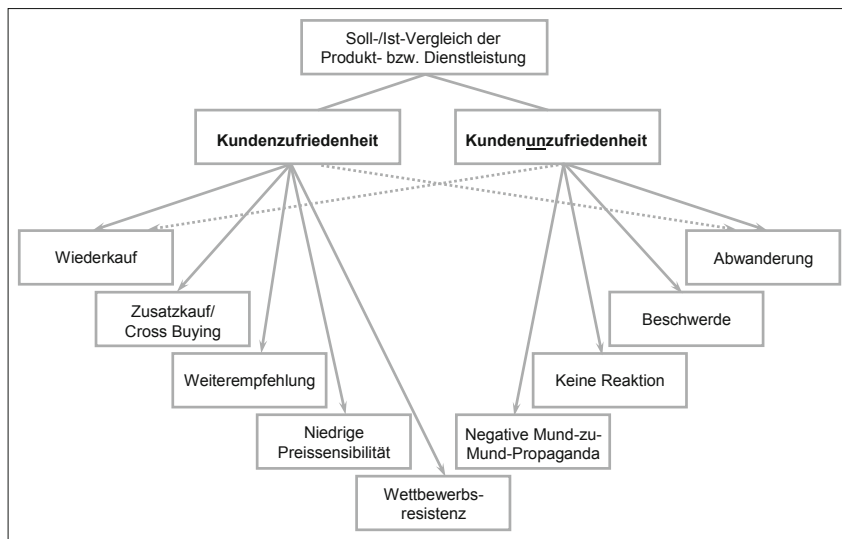 Soll-/Ist-Vergleich der
Produkt- bzw. Dienstleistung
Kundenzufriedenheit
Kundenunzufriedenheit
Wiederkauf
Abwanderung
Zusatzkauf/
Cross Buying
Beschwerde
Weiterempfehlung
Keine Reaktion
Niedrige
Preissensibilität
Negative Mund-zu-
Mund-Propaganda
Wettbewerbs-
resistenz